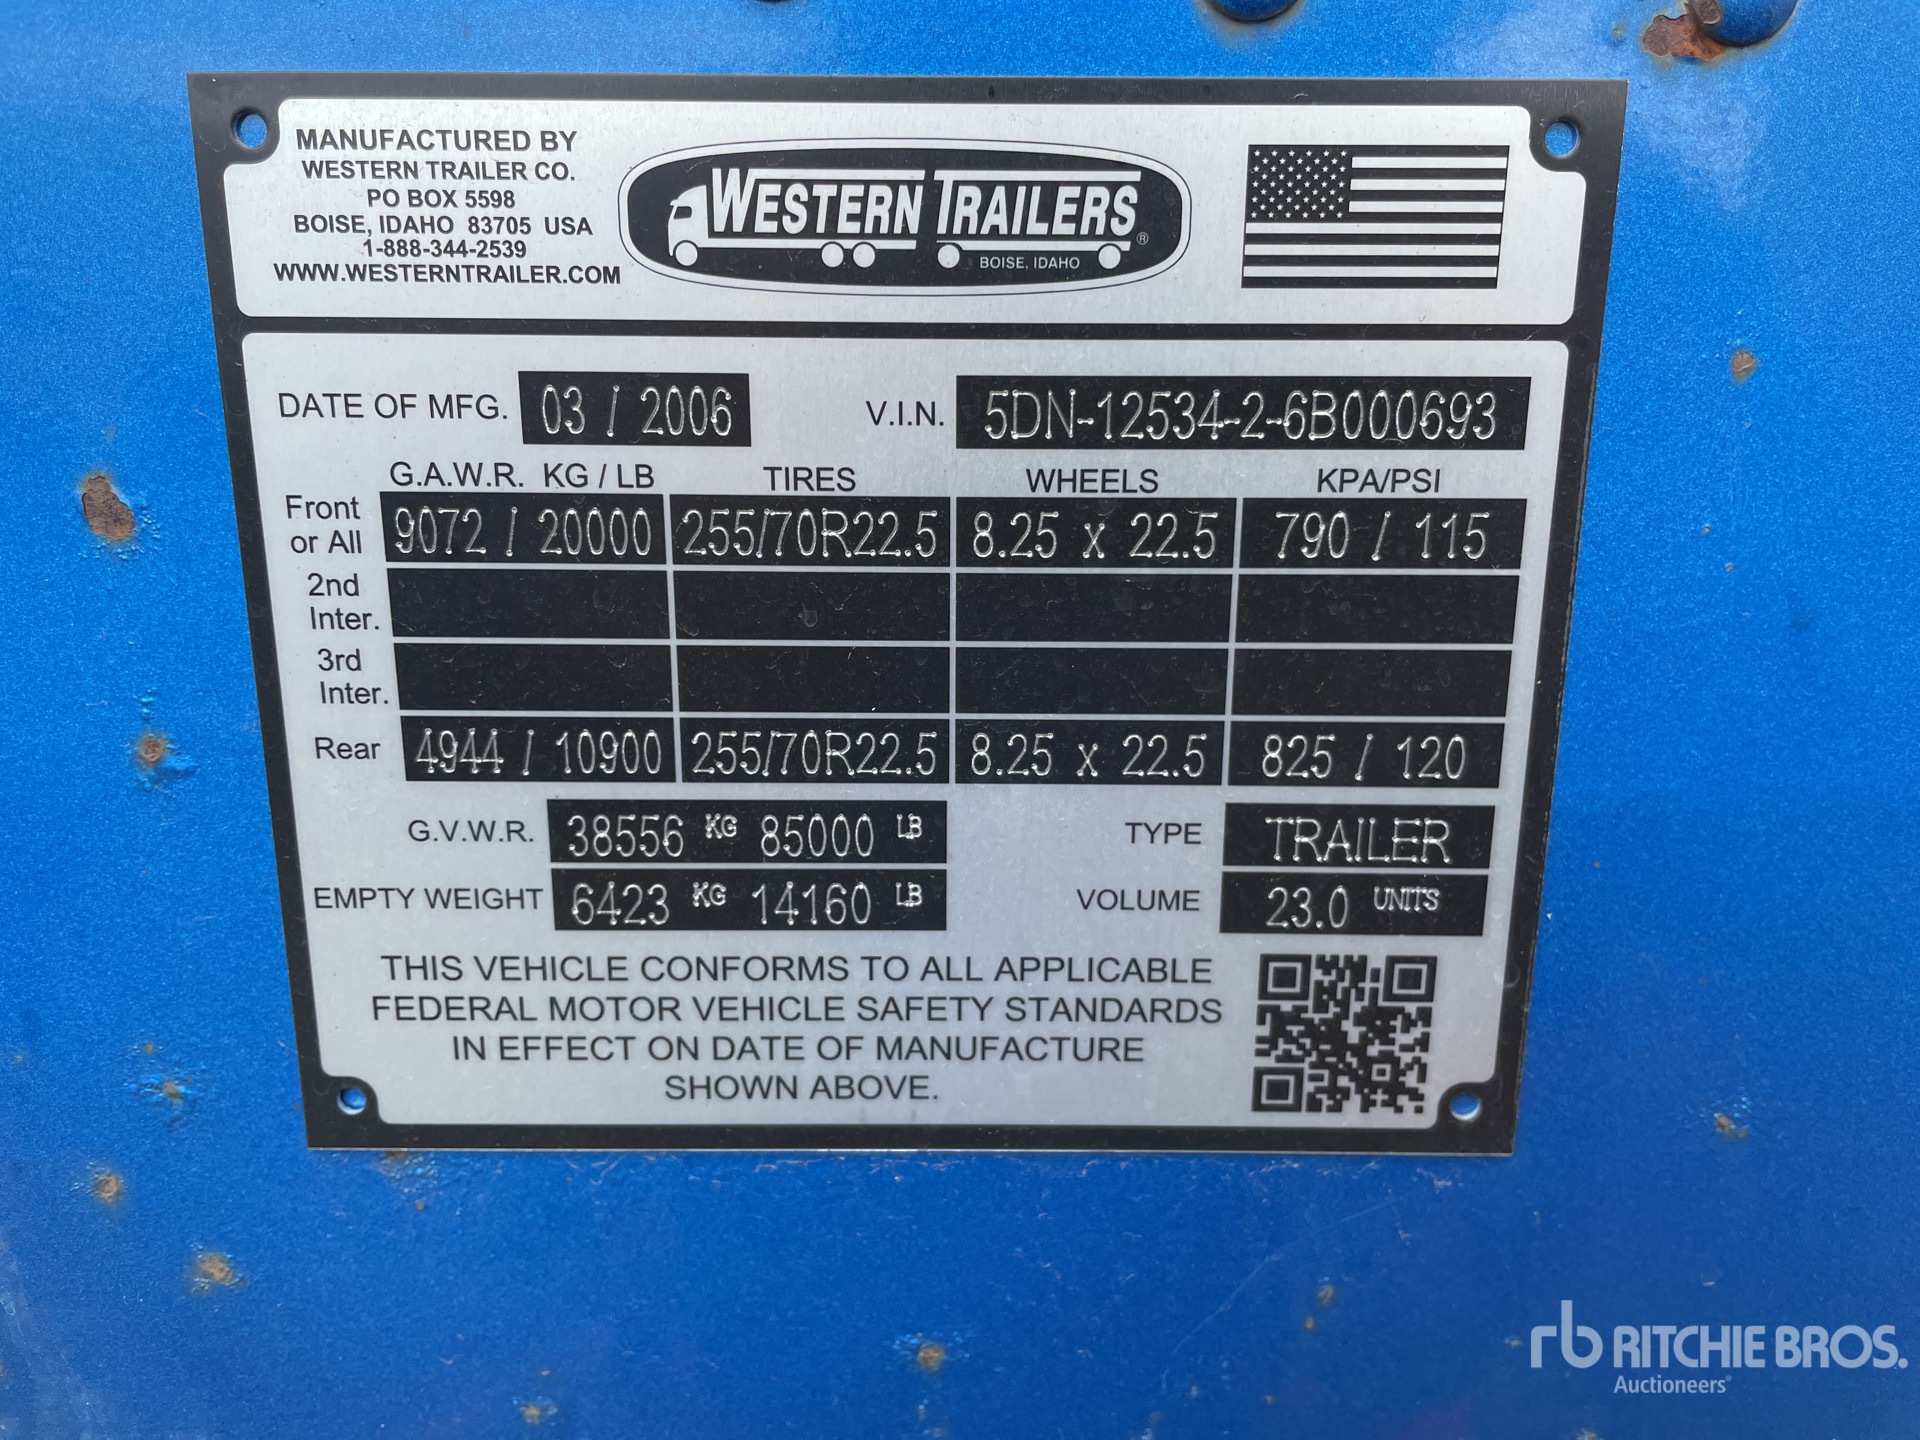 MANUFACTURED BY
WESTERN TRAILER CO.
PO BOX 5598
BOISE, IDAHO 83705 USA
1-888-344-2539
WWW.WESTERNTRAILER.COM
WESTERN TRAILERS®
BOISE, IDAHO
DATE OF MFG. 03 / 2006 V.I.N. 5DN-12534-2-6B000693
G.A.W.R. KG / LB TIRES WHEELS KPA/PSI
Front or All 9072 / 20000 255/70R22.5 8.25 x 22.5 790 / 115
2nd Inter.
3rd Inter.
Rear 4944 / 10900 255/70R22.5 8.25 x 22.5 825 / 120
G.V.W.R. 38556 KG 85000 LB TYPE TRAILER
EMPTY WEIGHT 6423 KG 14160 LB VOLUME 23.0 UNITS
THIS VEHICLE CONFORMS TO ALL APPLICABLE
FEDERAL MOTOR VEHICLE SAFETY STANDARDS
IN EFFECT ON DATE OF MANUFACTURE
SHOWN ABOVE.
rb RITCHIE BROS.
Auctioneers®